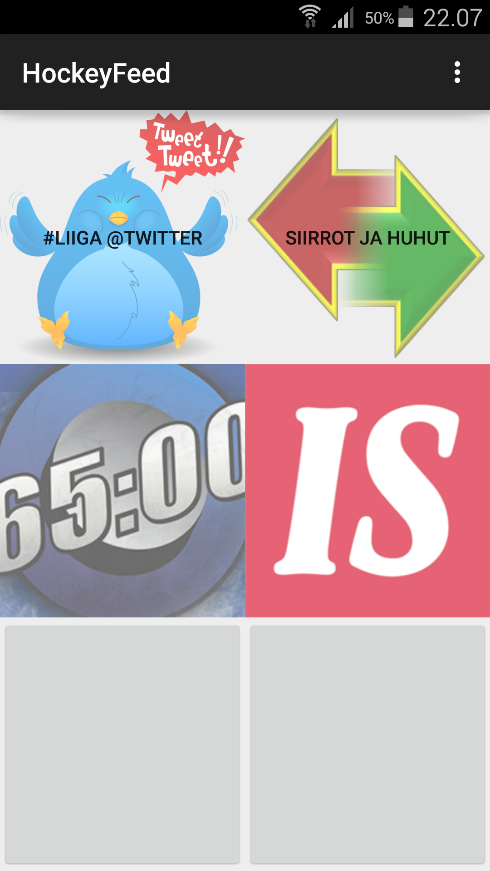 50% 22.07
HockeyFeed
Tweet
Tweet!!
#LIIGA @TWITTER
SIIRROT JA HUHUT
65:00
IS